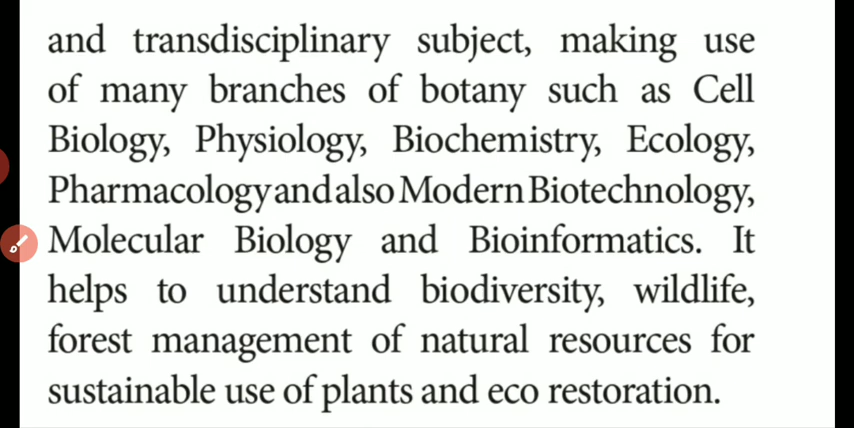 and transdisciplinary subject, making use
of many branches of botany such as Cell
Biology, Physiology, Biochemistry, Ecology,
Pharmacology and also Modern Biotechnology,
Molecular Biology and Bioinformatics. It
helps to understand biodiversity, wildlife,
forest management of natural resources for
sustainable use of plants and eco restoration.